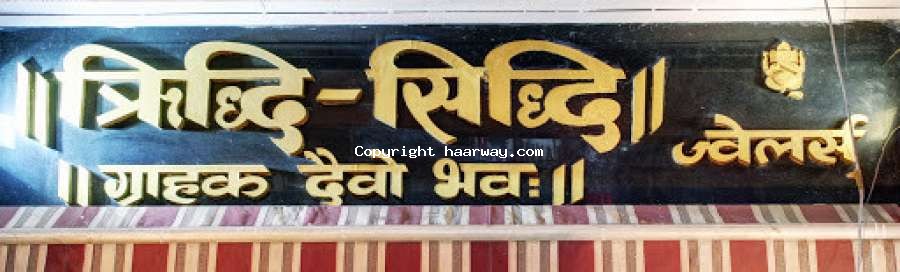 ॥ त्रिद्धि-सिद्धि ॥
ज्वेलर्स
॥ ग्राहक दैवो भवः ॥
Copyright haarway.com